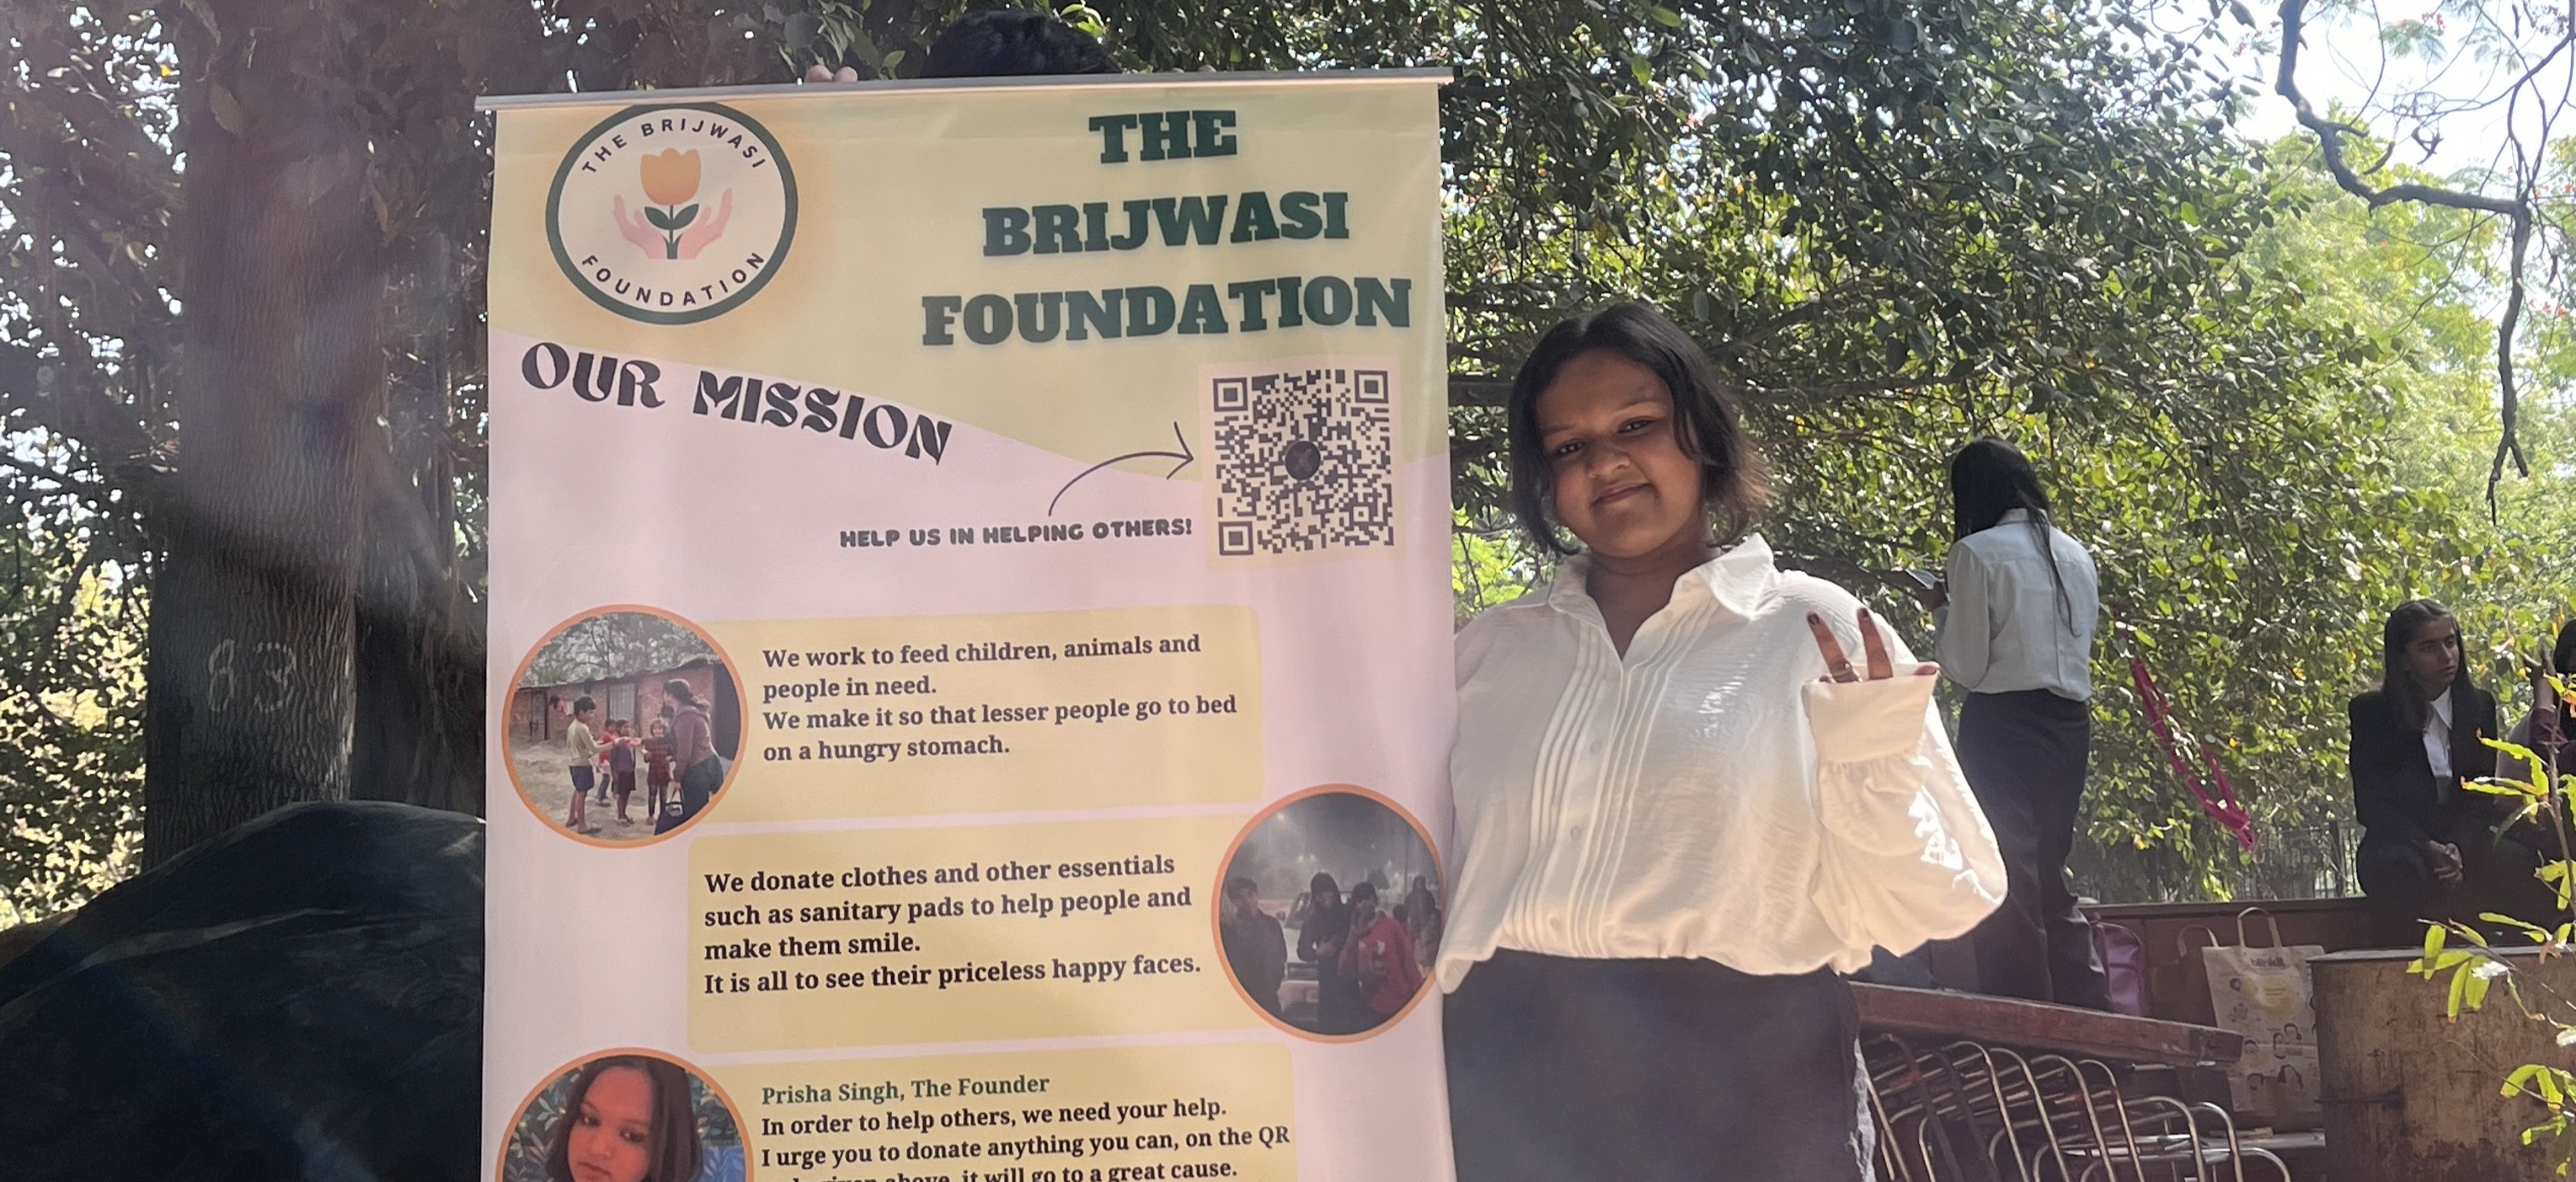 THE BRIJWASI
FOUNDATION
THE
BRIJWASI
FOUNDATION
OUR MISSION
HELP US IN HELPING OTHERS!
We work to feed children, animals and
people in need.
We make it so that lesser people go to bed
on a hungry stomach.
We donate clothes and other essentials
such as sanitary pads to help people and
make them smile.
It is all to see their priceless happy faces.
Prisha Singh, The Founder
In order to help others, we need your help.
I urge you to donate anything you can, on the QR
given above, it will go to a great cause.
63
blinkit